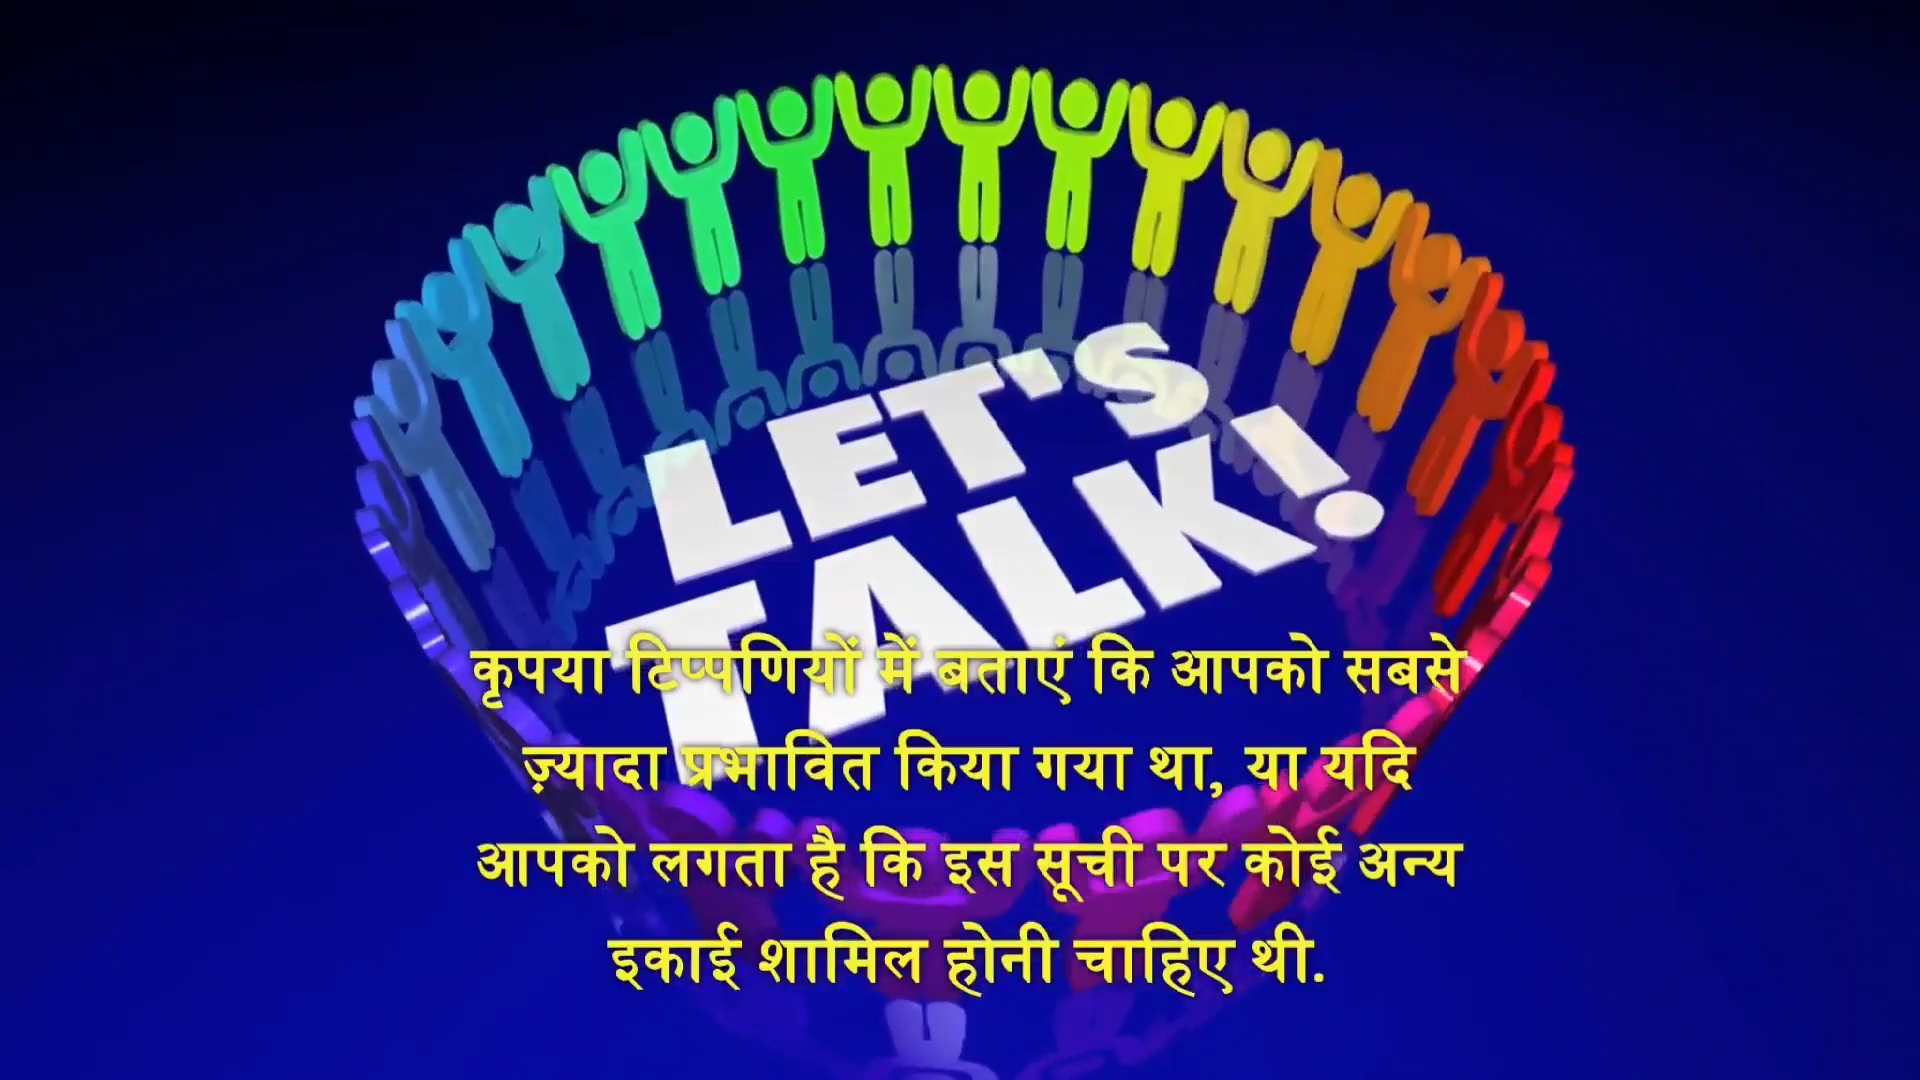 LET'S
TALK!
कृपया टिप्पणियों में बताएं कि आपको सबसे
ज़्यादा प्रभावित किया गया था, या यदि
आपको लगता है कि इस सूची पर कोई अन्य
इकाई शामिल होनी चाहिए थी.